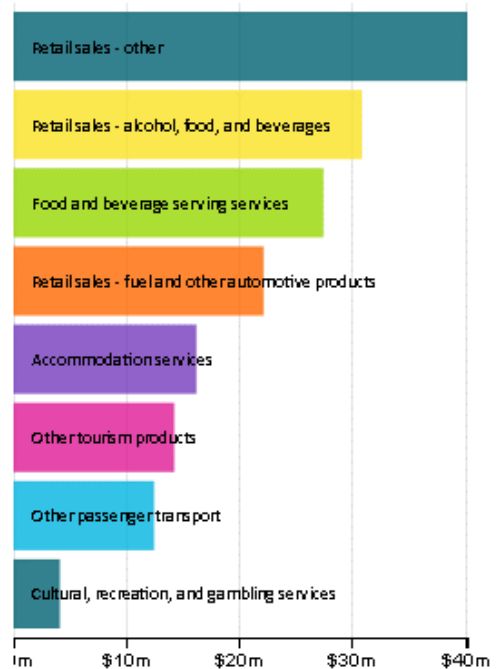 Retail sales - other
Retail sales - alcohol, food, and beverages
Food and beverage serving services
Retail sales - fuel and other automotive products
Accommodation services
Other tourism products
Other passenger transport
Cultural, recreation, and gambling services
$10m $20m $30m $40m